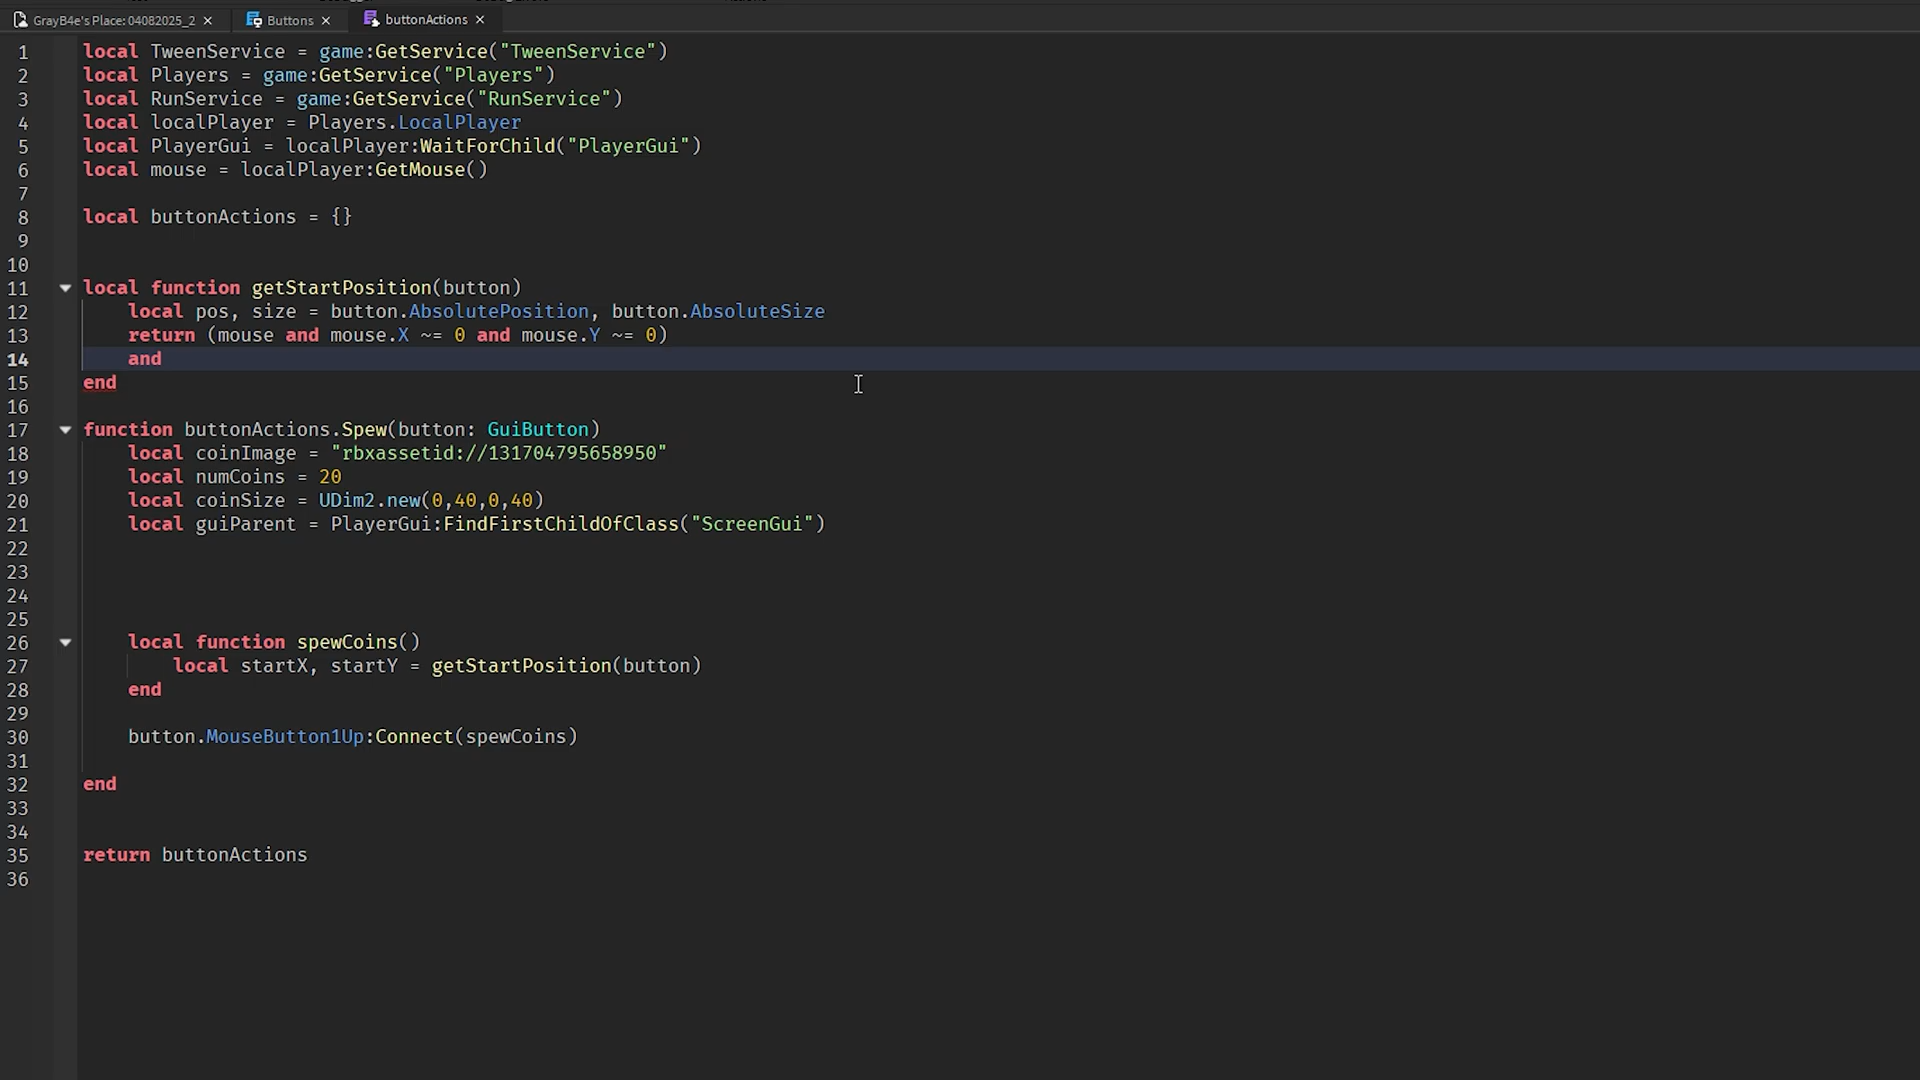 GrayB4e's Place: 04082025_2 × Buttons × buttonActions ×
1 local TweenService = game:GetService("TweenService")
2 local Players = game:GetService("Players")
3 local RunService = game:GetService("RunService")
4 local localPlayer = Players.LocalPlayer
5 local PlayerGui = localPlayer:WaitForChild("PlayerGui")
6 local mouse = localPlayer:GetMouse()
7
8 local buttonActions = {}
9
10
11 local function getStartPosition(button)
12 local pos, size = button.AbsolutePosition, button.AbsoluteSize
13 return (mouse and mouse.X ~= 0 and mouse.Y ~= 0)
14 and
15 end
16
17 function buttonActions.Spew(button: GuiButton)
18 local coinImage = "rbxassetid://131704795658950"
19 local numCoins = 20
20 local coinSize = UDim2.new(0,40,0,40)
21 local guiParent = PlayerGui:FindFirstChildOfClass("ScreenGui")
22
23
24
25
26 local function spewCoins()
27 local startX, startY = getStartPosition(button)
28 end
29
30 button.MouseButton1Up:Connect(spewCoins)
31
32 end
33
34
35 return buttonActions
36